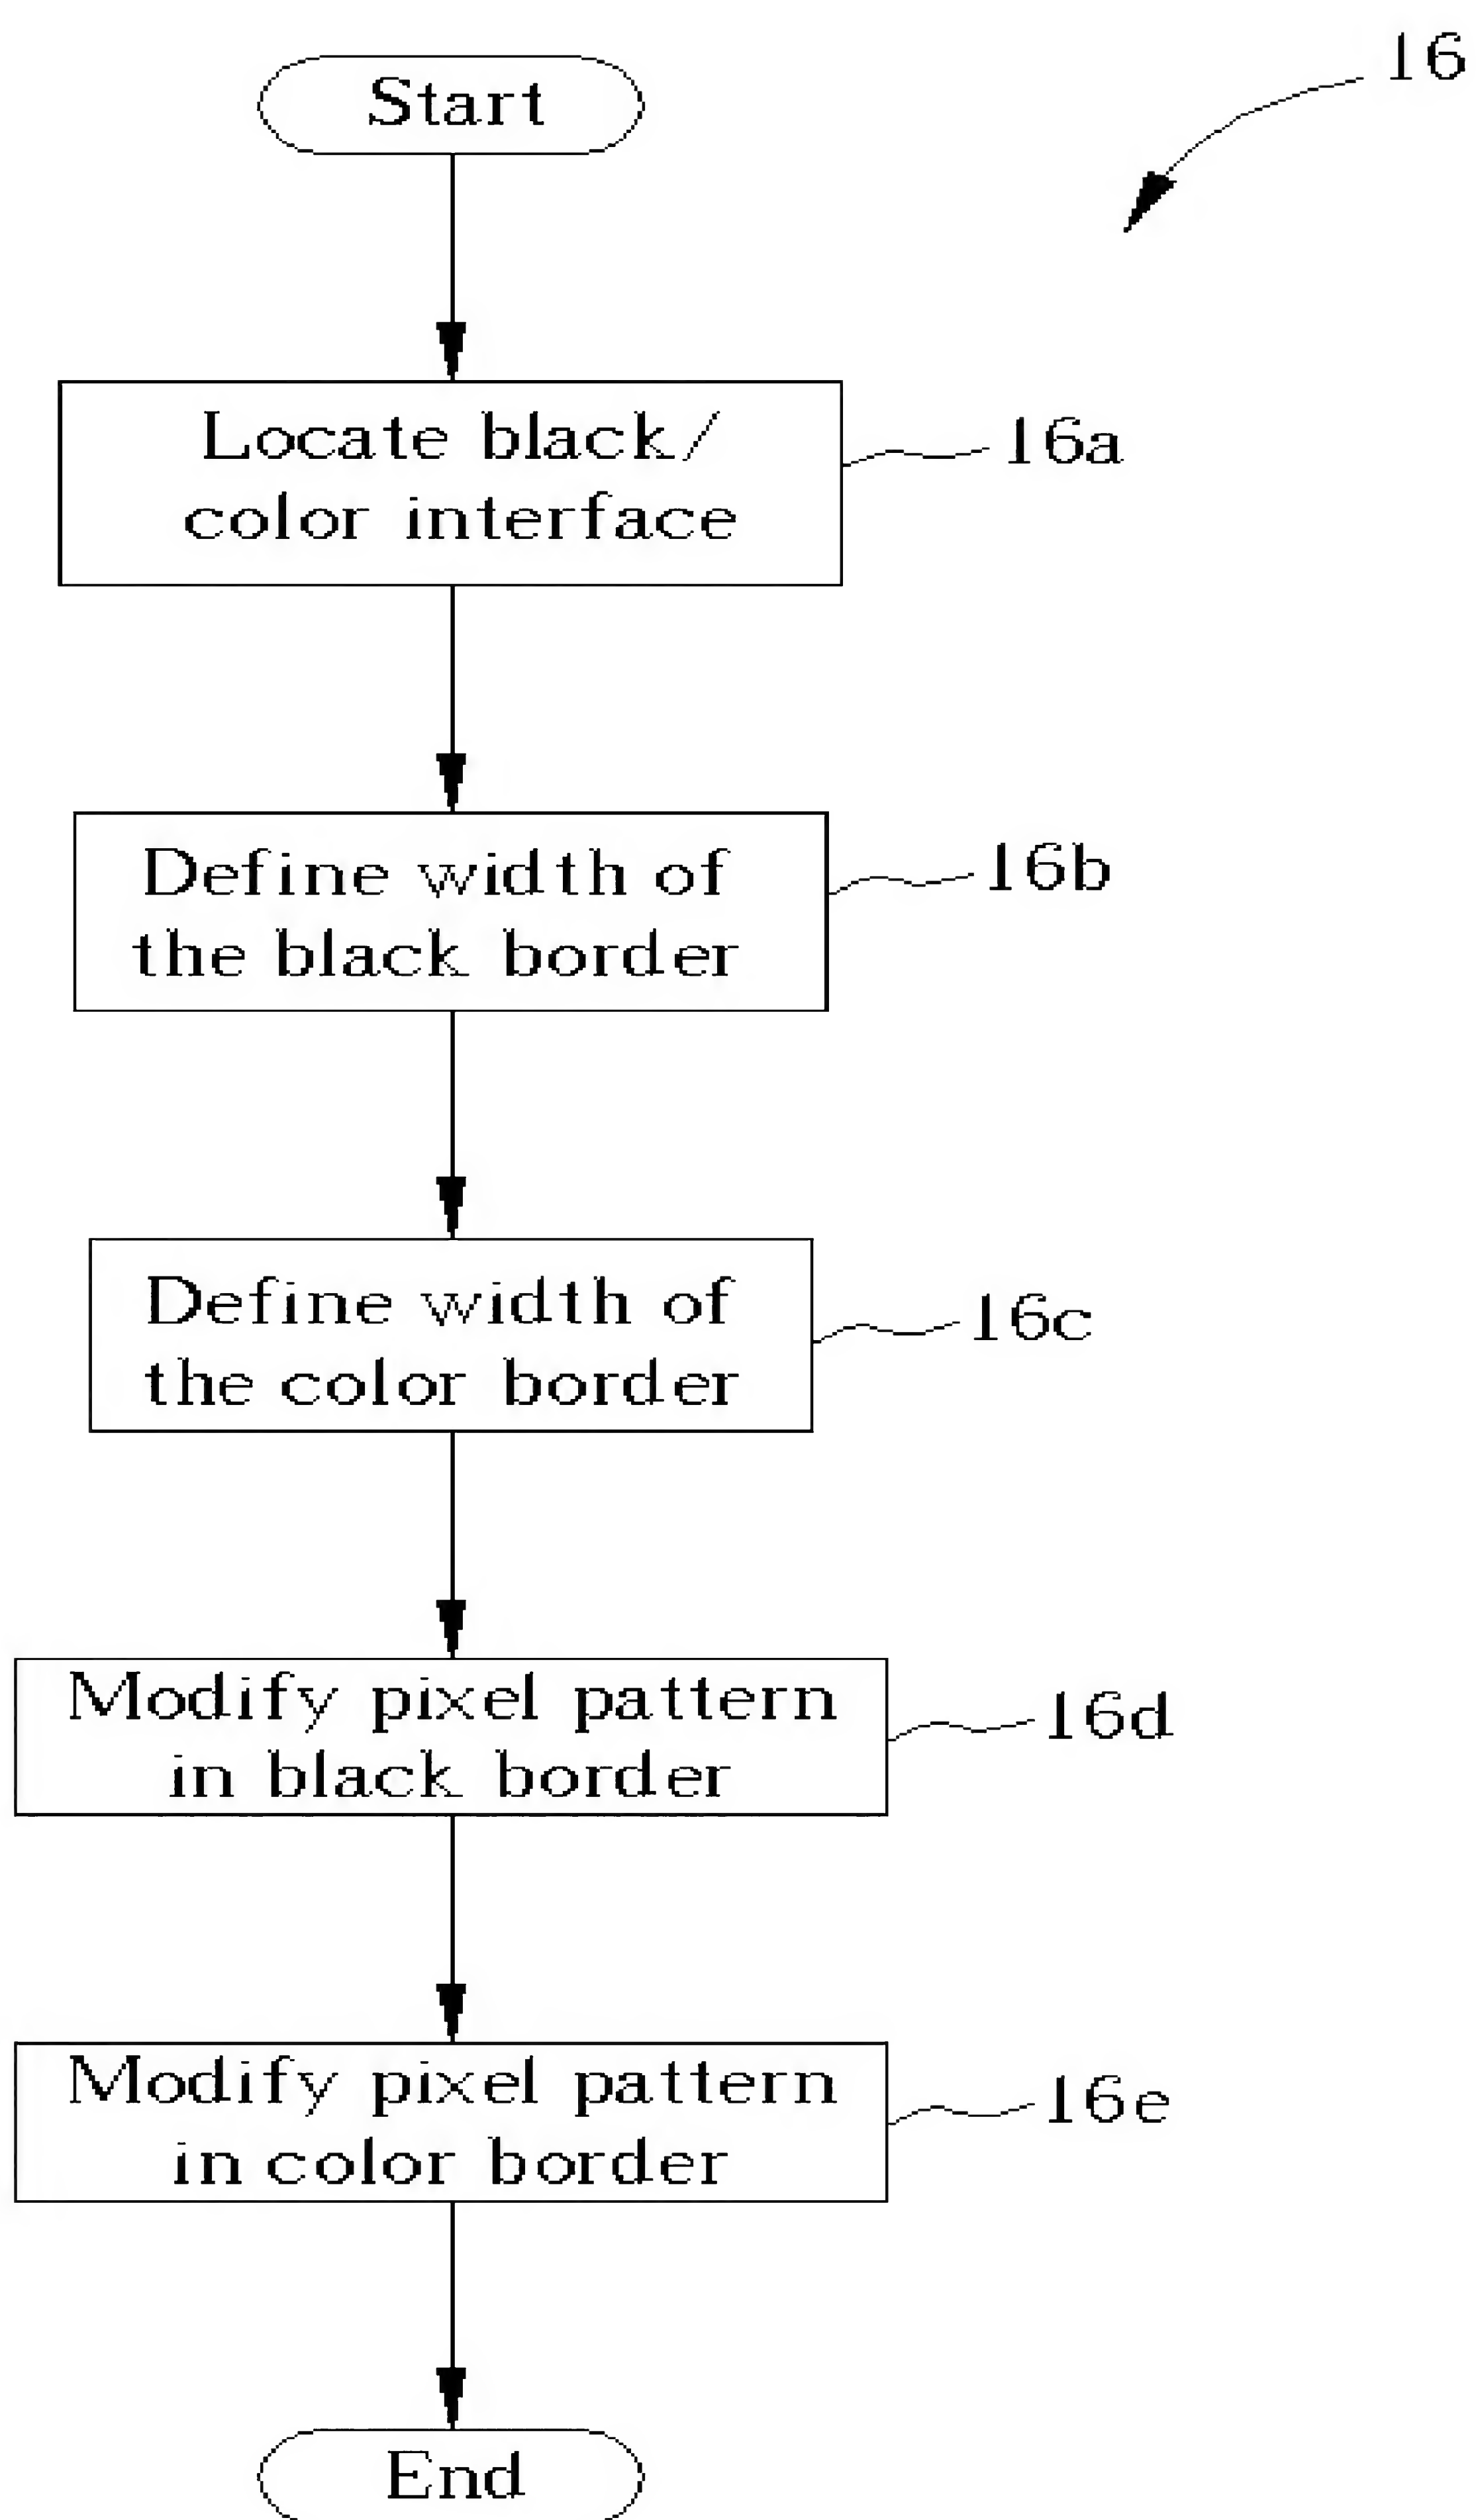 16
Start
Locate black/
color interface
16a
Define width of
the black border
16b
Define width of
the color border
16c
Modify pixel pattern
in black border
16d
Modify pixel pattern
in color border
16e
End